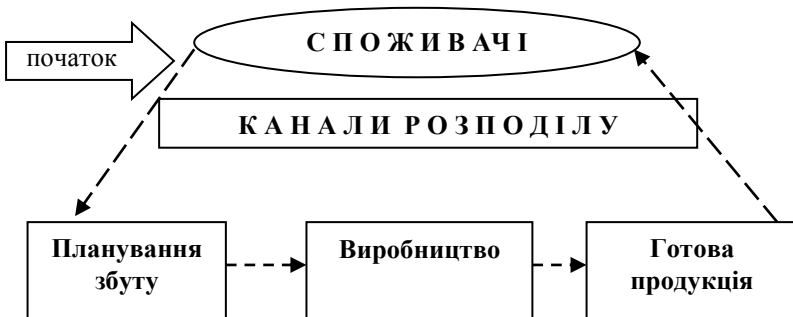 початок
С П О Ж И В А Ч І
К А Н А Л И  Р О З П О Д І Л У
Планування
збуту
Виробництво
Готова
продукція